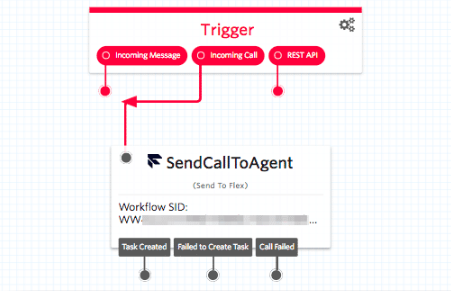 Trigger
Incoming Message
Incoming Call
REST API
SendCallToAgent
(Send To Flex)
Workflow SID:
WW
...
Task Created
Failed to Create Task
Call Failed